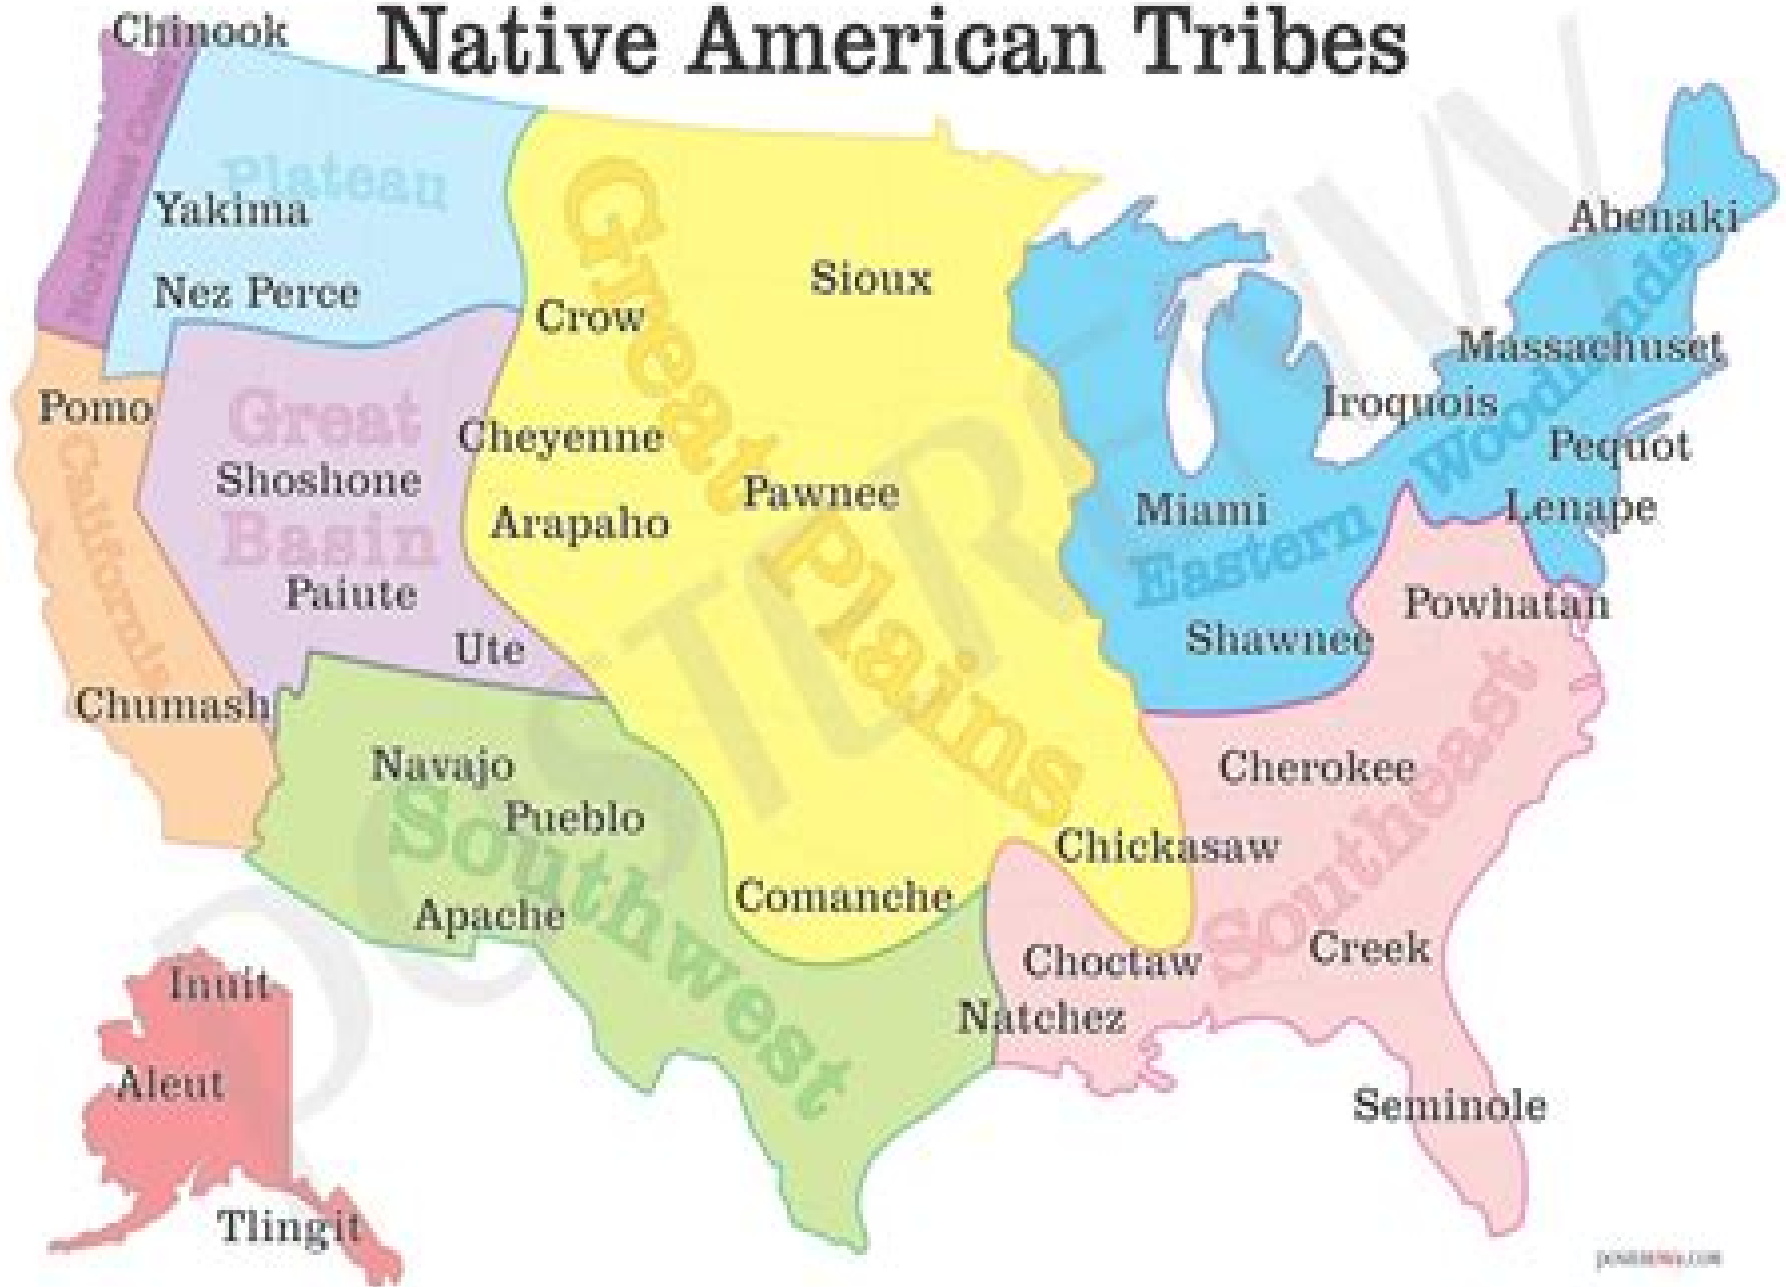 Native American Tribes
Chinook
Northwest Coast
Plateau
Yakima
Nez Perce
Great
Basin
Shoshone
Paiute
Ute
Pomo
California
Chumash
Great Plains
Sioux
Crow
Cheyenne
Arapaho
Pawnee
Comanche
Southwest
Navajo
Pueblo
Apache
Eastern Woodlands
Abenaki
Massachuset
Iroquois
Pequot
Lenape
Miami
Shawnee
Southeast
Powhatan
Cherokee
Chickasaw
Choctaw
Creek
Natchez
Seminole
Inuit
Aleut
Tlingit